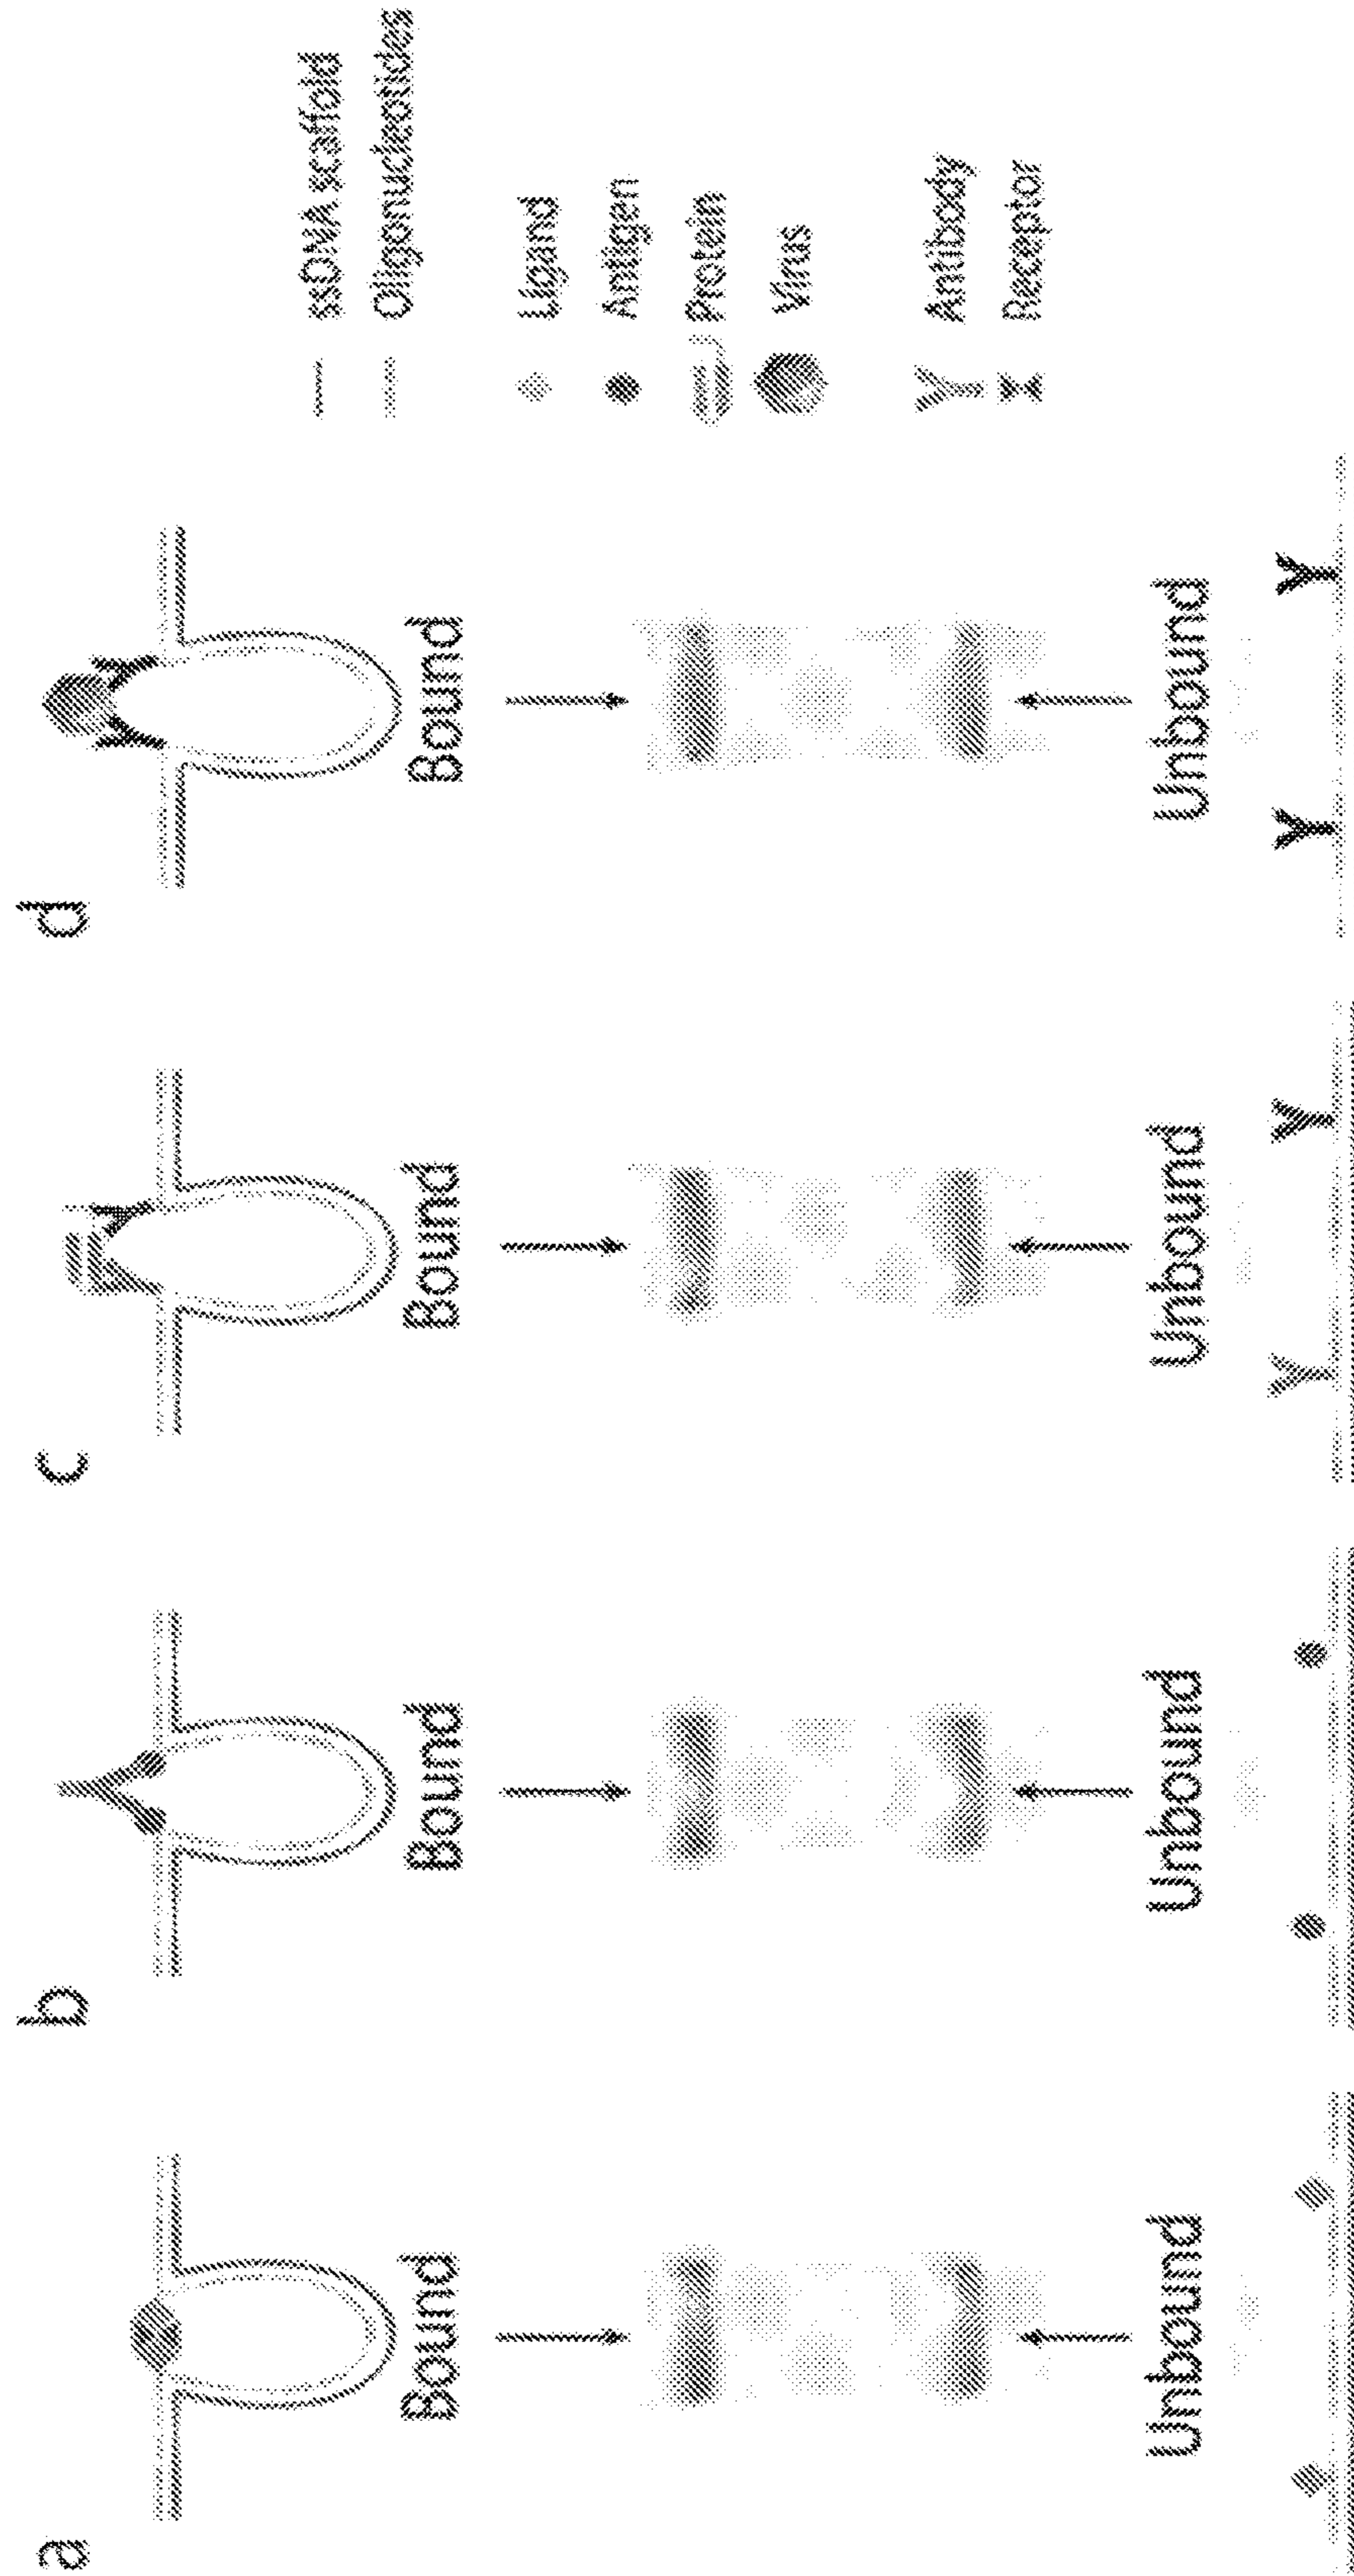 a
Bound
Unbound
b
Bound
Unbound
c
Bound
Unbound
d
Bound
Unbound
ssDNA scaffold
Oligonucleotides
Ligand
Antigen
Protein
Virus
Antibody
Receptor